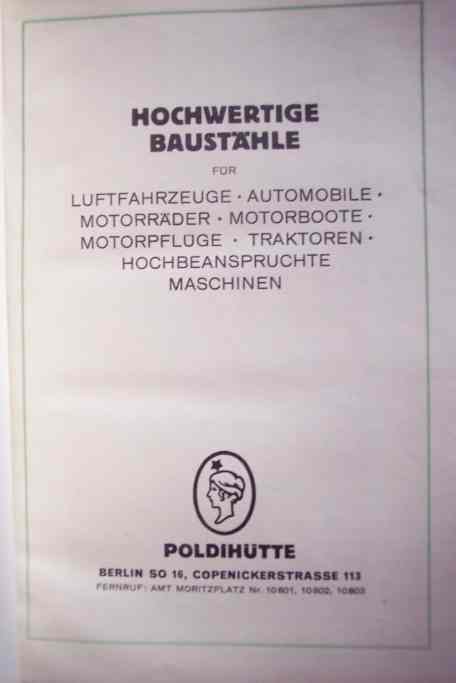 HOCHWERTIGE
BAUSTÄHLE
FÜR
LUFTFAHRZEUGE · AUTOMOBILE ·
MOTORRÄDER · MOTORBOOTE ·
MOTORPFLÜGE · TRAKTOREN ·
HOCHBEANSPRUCHTE
MASCHINEN
POLDIHÜTTE
BERLIN SO 16, COPENICKERSTRASSE 113
FERNRUF: AMT MORITZPLATZ Nr. 10801, 10802, 10803